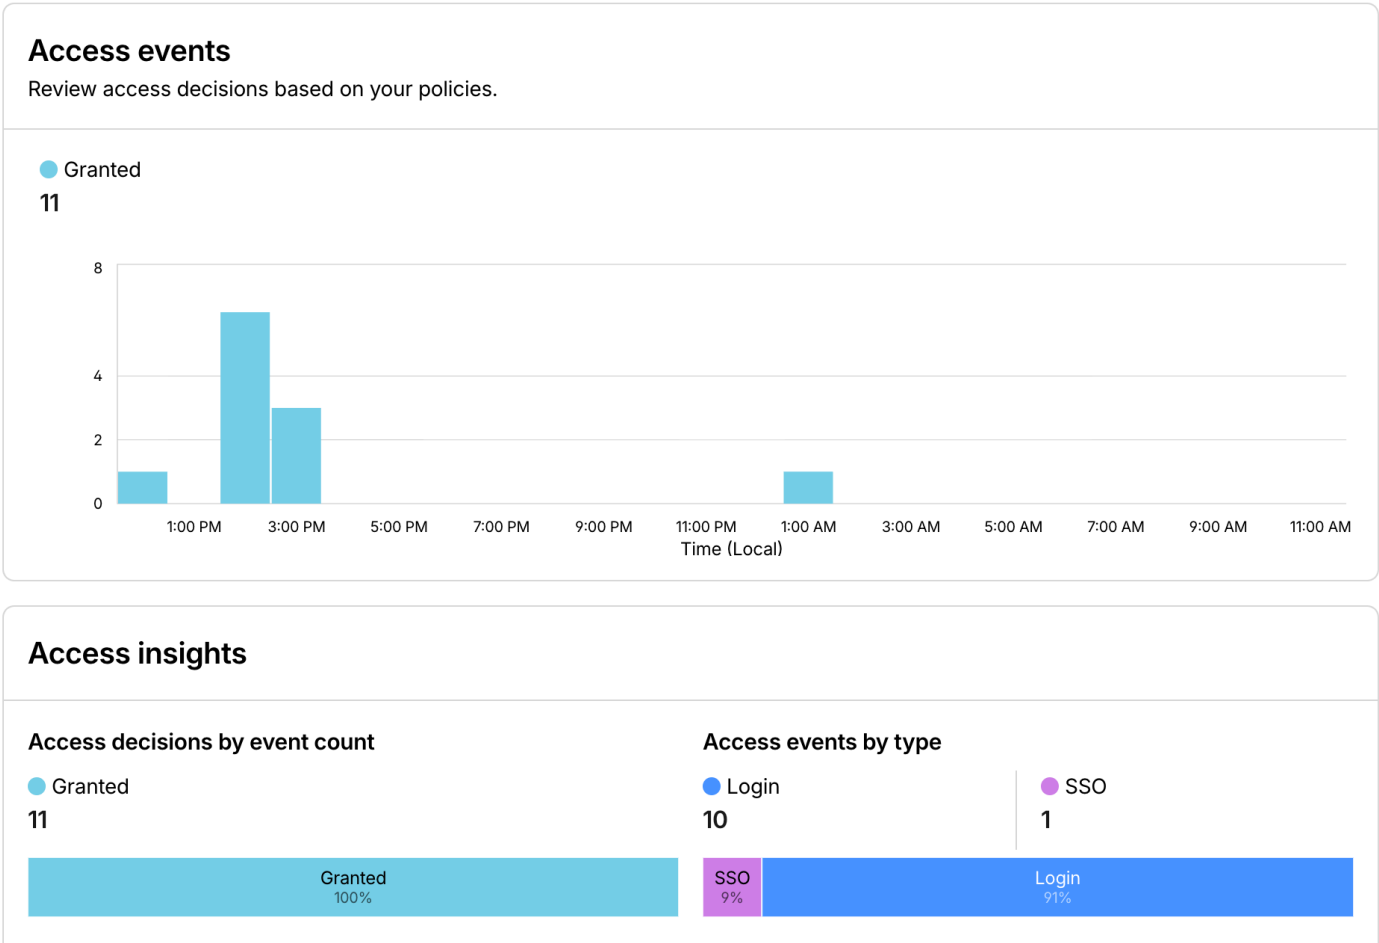 Access events
Review access decisions based on your policies.
Granted
11
8
4
2
0
1:00 PM 3:00 PM 5:00 PM 7:00 PM 9:00 PM 11:00 PM 1:00 AM 3:00 AM 5:00 AM 7:00 AM 9:00 AM 11:00 AM
Time (Local)
Access insights
Access decisions by event count
Granted
11
Granted
100%
Access events by type
Login
10
SSO
1
SSO
9%
Login
91%